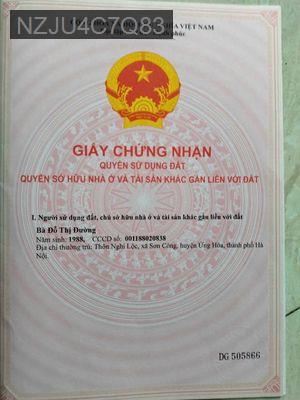 NZJU4C7Q83
VIỆT NAM
GIẤY CHỨNG NHẬN
QUYỀN SỬ DỤNG ĐẤT
QUYỀN SỞ HỮU NHÀ Ở VÀ TÀI SẢN KHÁC GẮN LIỀN VỚI ĐẤT
I. Người sử dụng đất, chủ sở hữu nhà ở và tài sản khác gắn liền với đất
Bà Đỗ Thị Đường
Năm sinh: 1988, CCCD số: 001188020838
Địa chỉ thường trú: Thôn Nghi Lộc, xã Sơn Công, huyện Ứng Hòa, thành phố Hà
Nội.
DG 505866